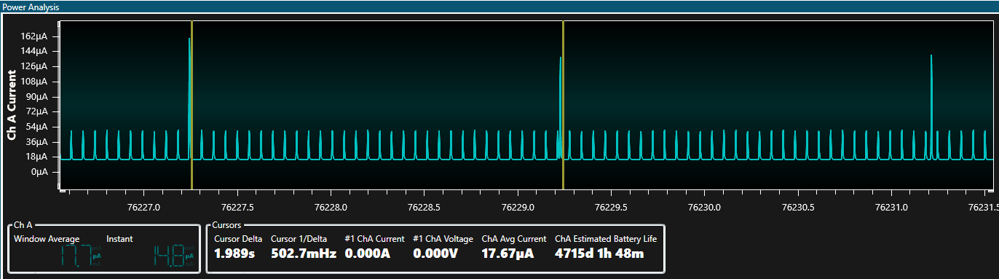 Power Analysis
Ch A Current
162µA
144µA
126µA
108µA
90µA
72µA
54µA
36µA
18µA
0µA
76227.0 76227.5 76228.0 76228.5 76229.0 76229.5 76230.0 76230.5 76231.0 76231.5
Ch A
Window Average Instant
17.7 µA 14.8 µA
Cursors
Cursor Delta Cursor 1/Delta #1 ChA Current #1 ChA Voltage ChA Avg Current ChA Estimated Battery Life
1.989s 502.7mHz 0.000A 0.000V 17.67µA 4715d 1h 48m